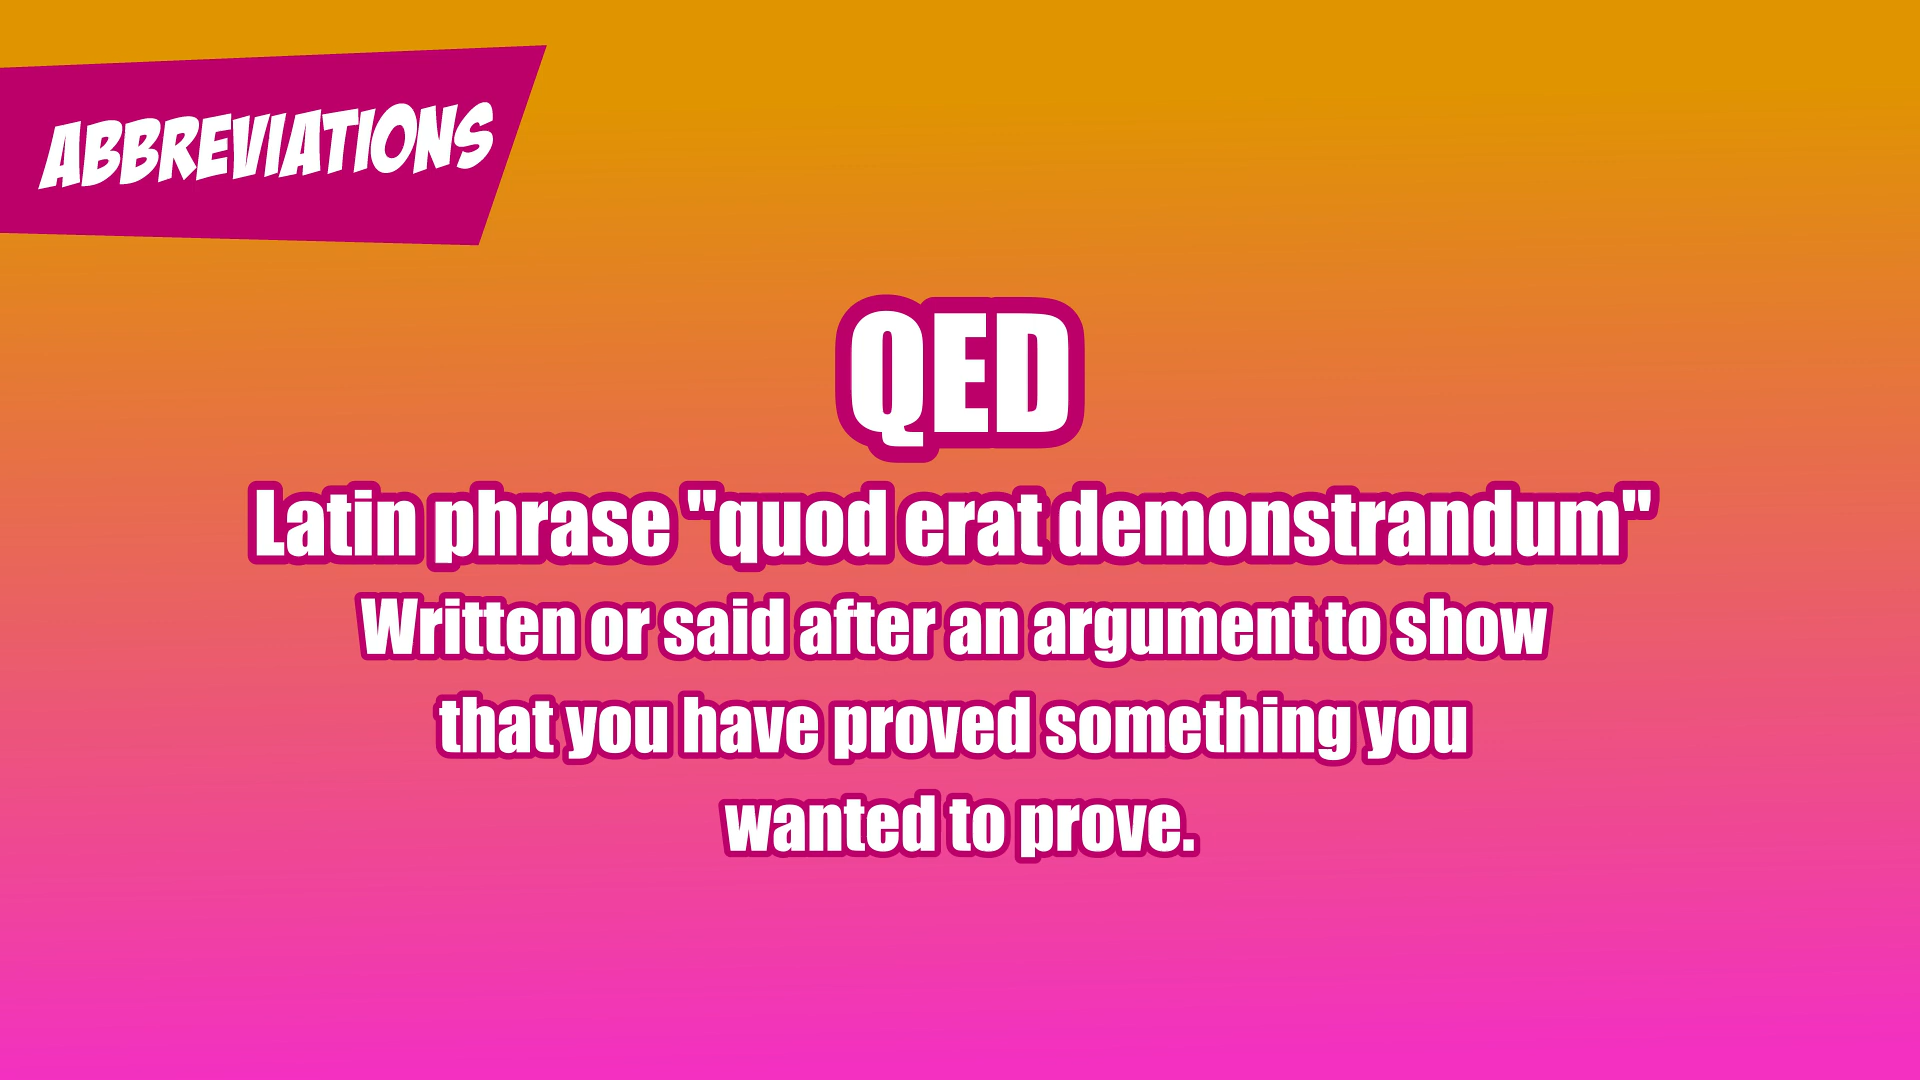 ABBREVIATIONS
QED
Latin phrase "quod erat demonstrandum"
Written or said after an argument to show
that you have proved something you
wanted to prove.